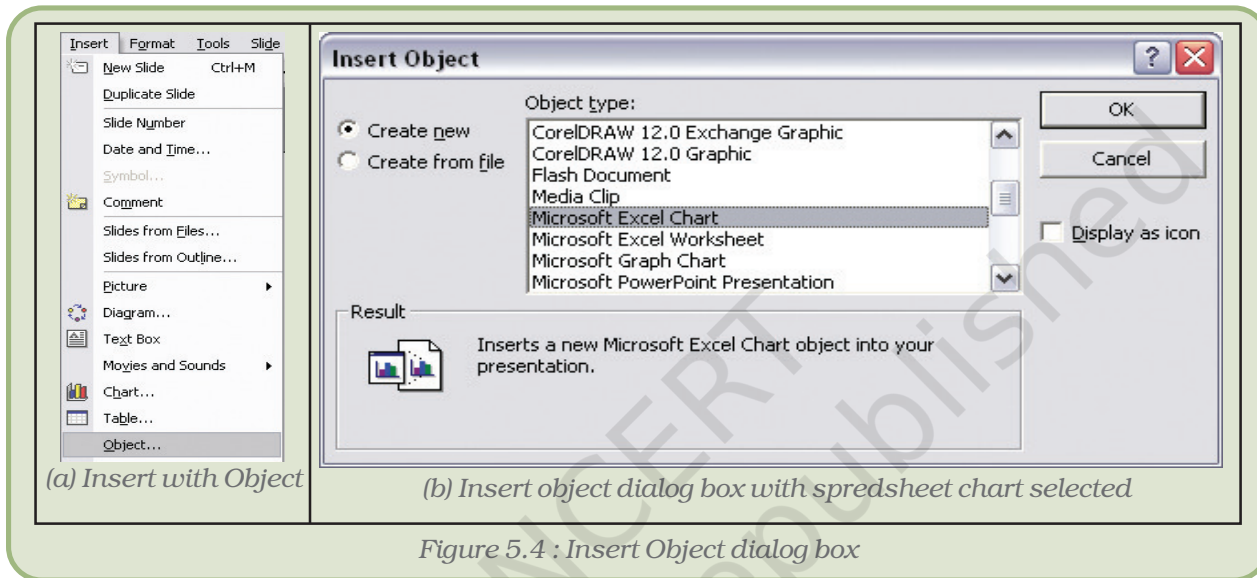 Insert Format Tools Slide
New Slide Ctrl+M
Duplicate Slide
Slide Number
Date and Time...
Symbol...
Comment
Slides from Files...
Slides from Outline...
Picture
Diagram...
Text Box
Movies and Sounds
Chart...
Table...
Object...
(a) Insert with Object
Insert Object
Create new
Create from file
Object type:
CorelDRAW 12.0 Exchange Graphic
CorelDRAW 12.0 Graphic
Flash Document
Media Clip
Microsoft Excel Chart
Microsoft Excel Worksheet
Microsoft Graph Chart
Microsoft PowerPoint Presentation
OK
Cancel
Display as icon
Result
Inserts a new Microsoft Excel Chart object into your
presentation.
(b) Insert object dialog box with spredsheet chart selected
Figure 5.4 : Insert Object dialog box
NCERT
republished